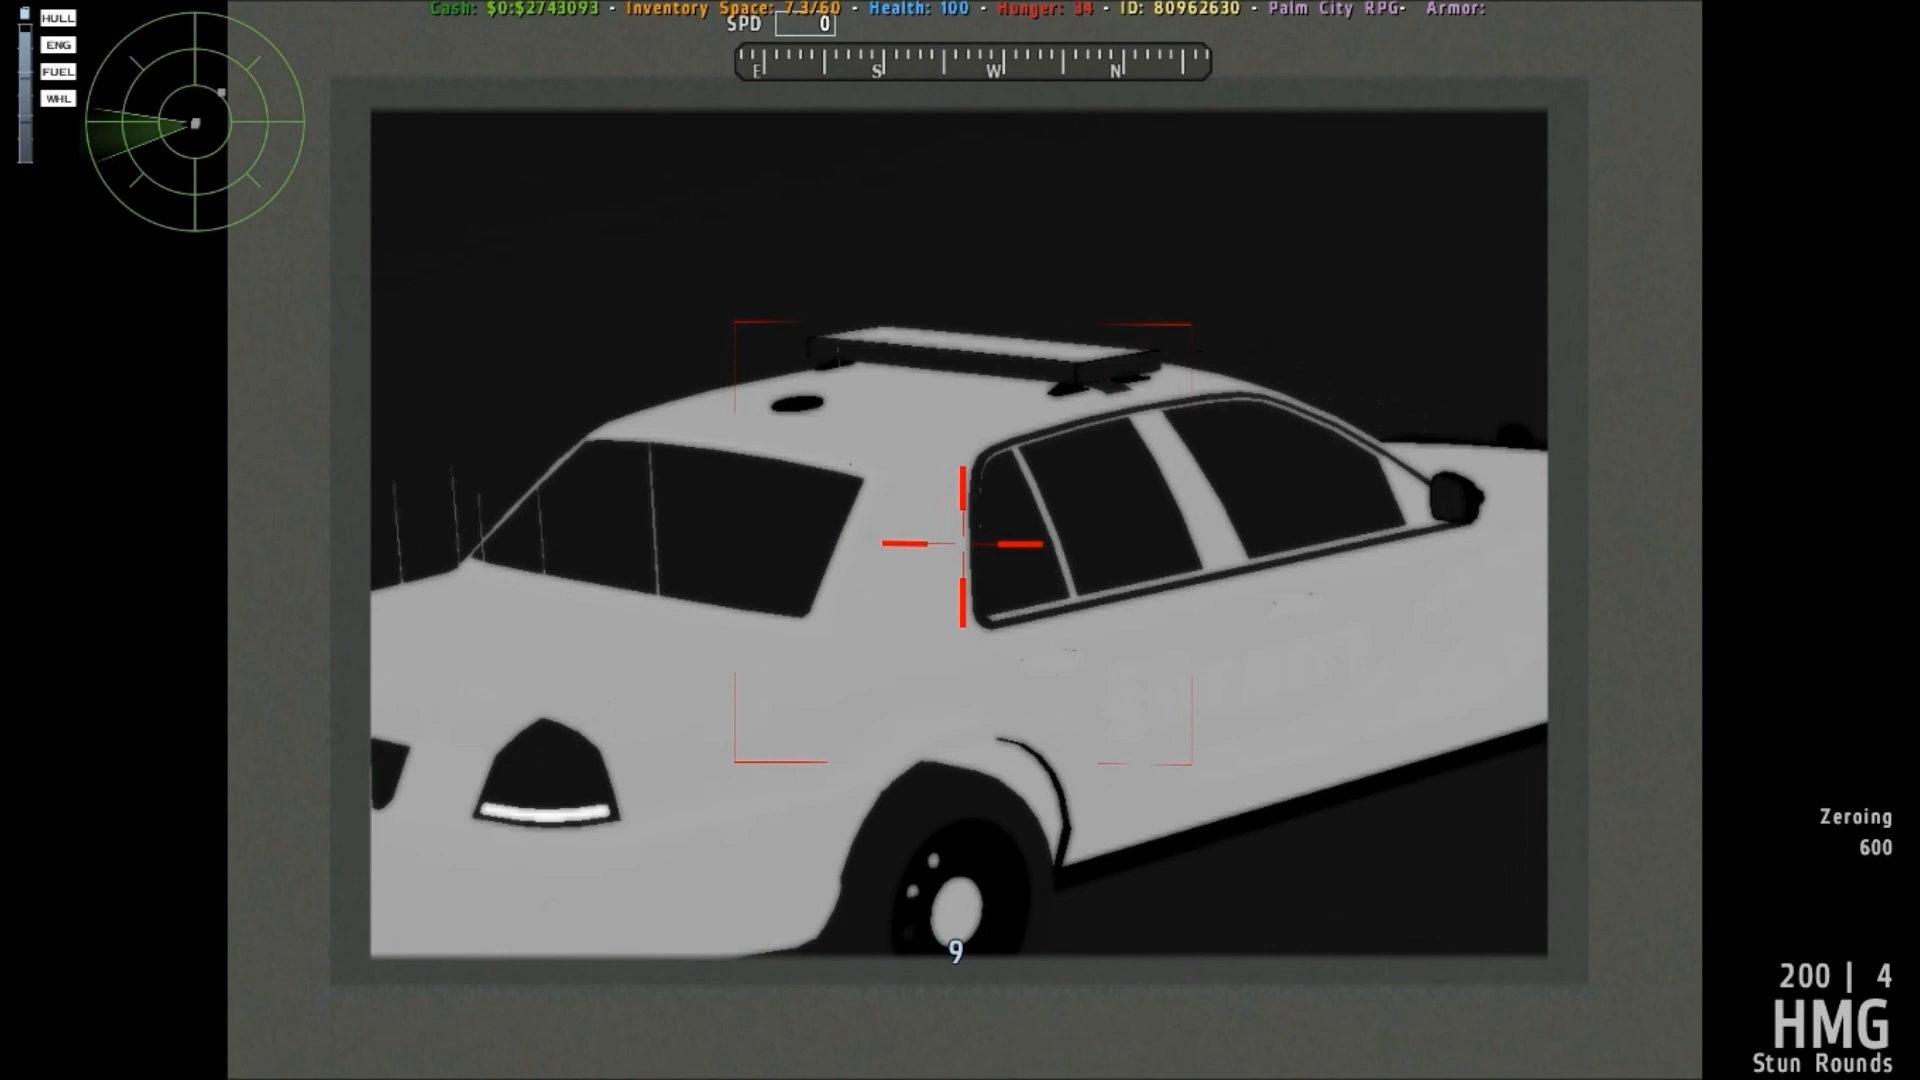 Cash: $0:$2743093 - Inventory Space: 7.3/60 - Health: 100 - Hunger: 34 - ID: 80962630 - Palm City RPG- Armor:
HULL
ENG
FUEL
WHL
SPD 0
E S W N
9
Zeroing
600
200 | 4
HMG
Stun Rounds